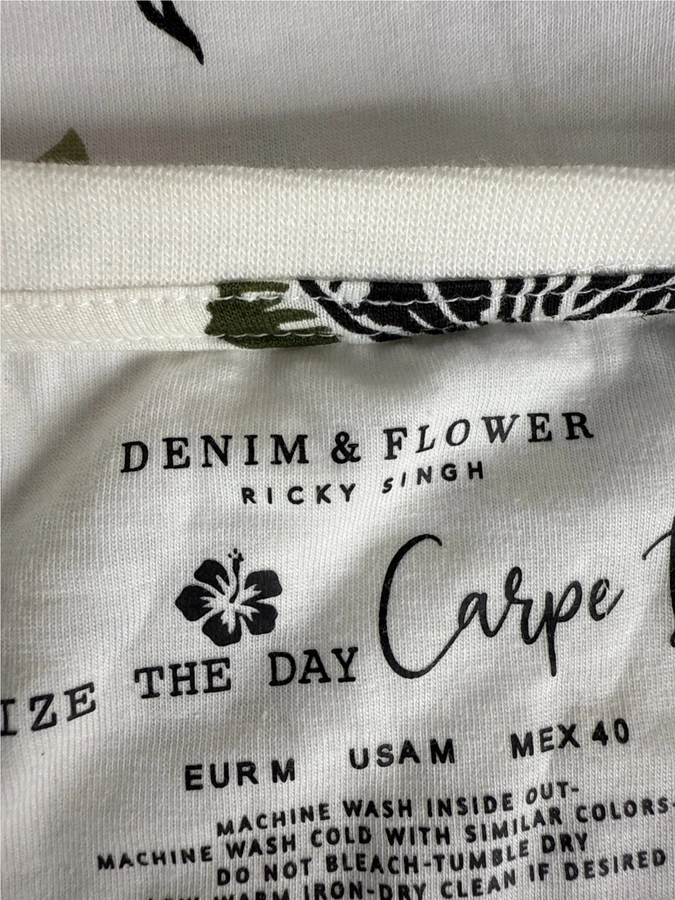 DENIM & FLOWER
RICKY SINGH
Carpe
THE DAY
EUR M USA M MEX 40
MACHINE WASH INSIDE OUT-
MACHINE WASH COLD WITH SIMILAR COLORS-
DO NOT BLEACH-TUMBLE DRY
WARM IRON-DRY CLEAN IF DESIRED